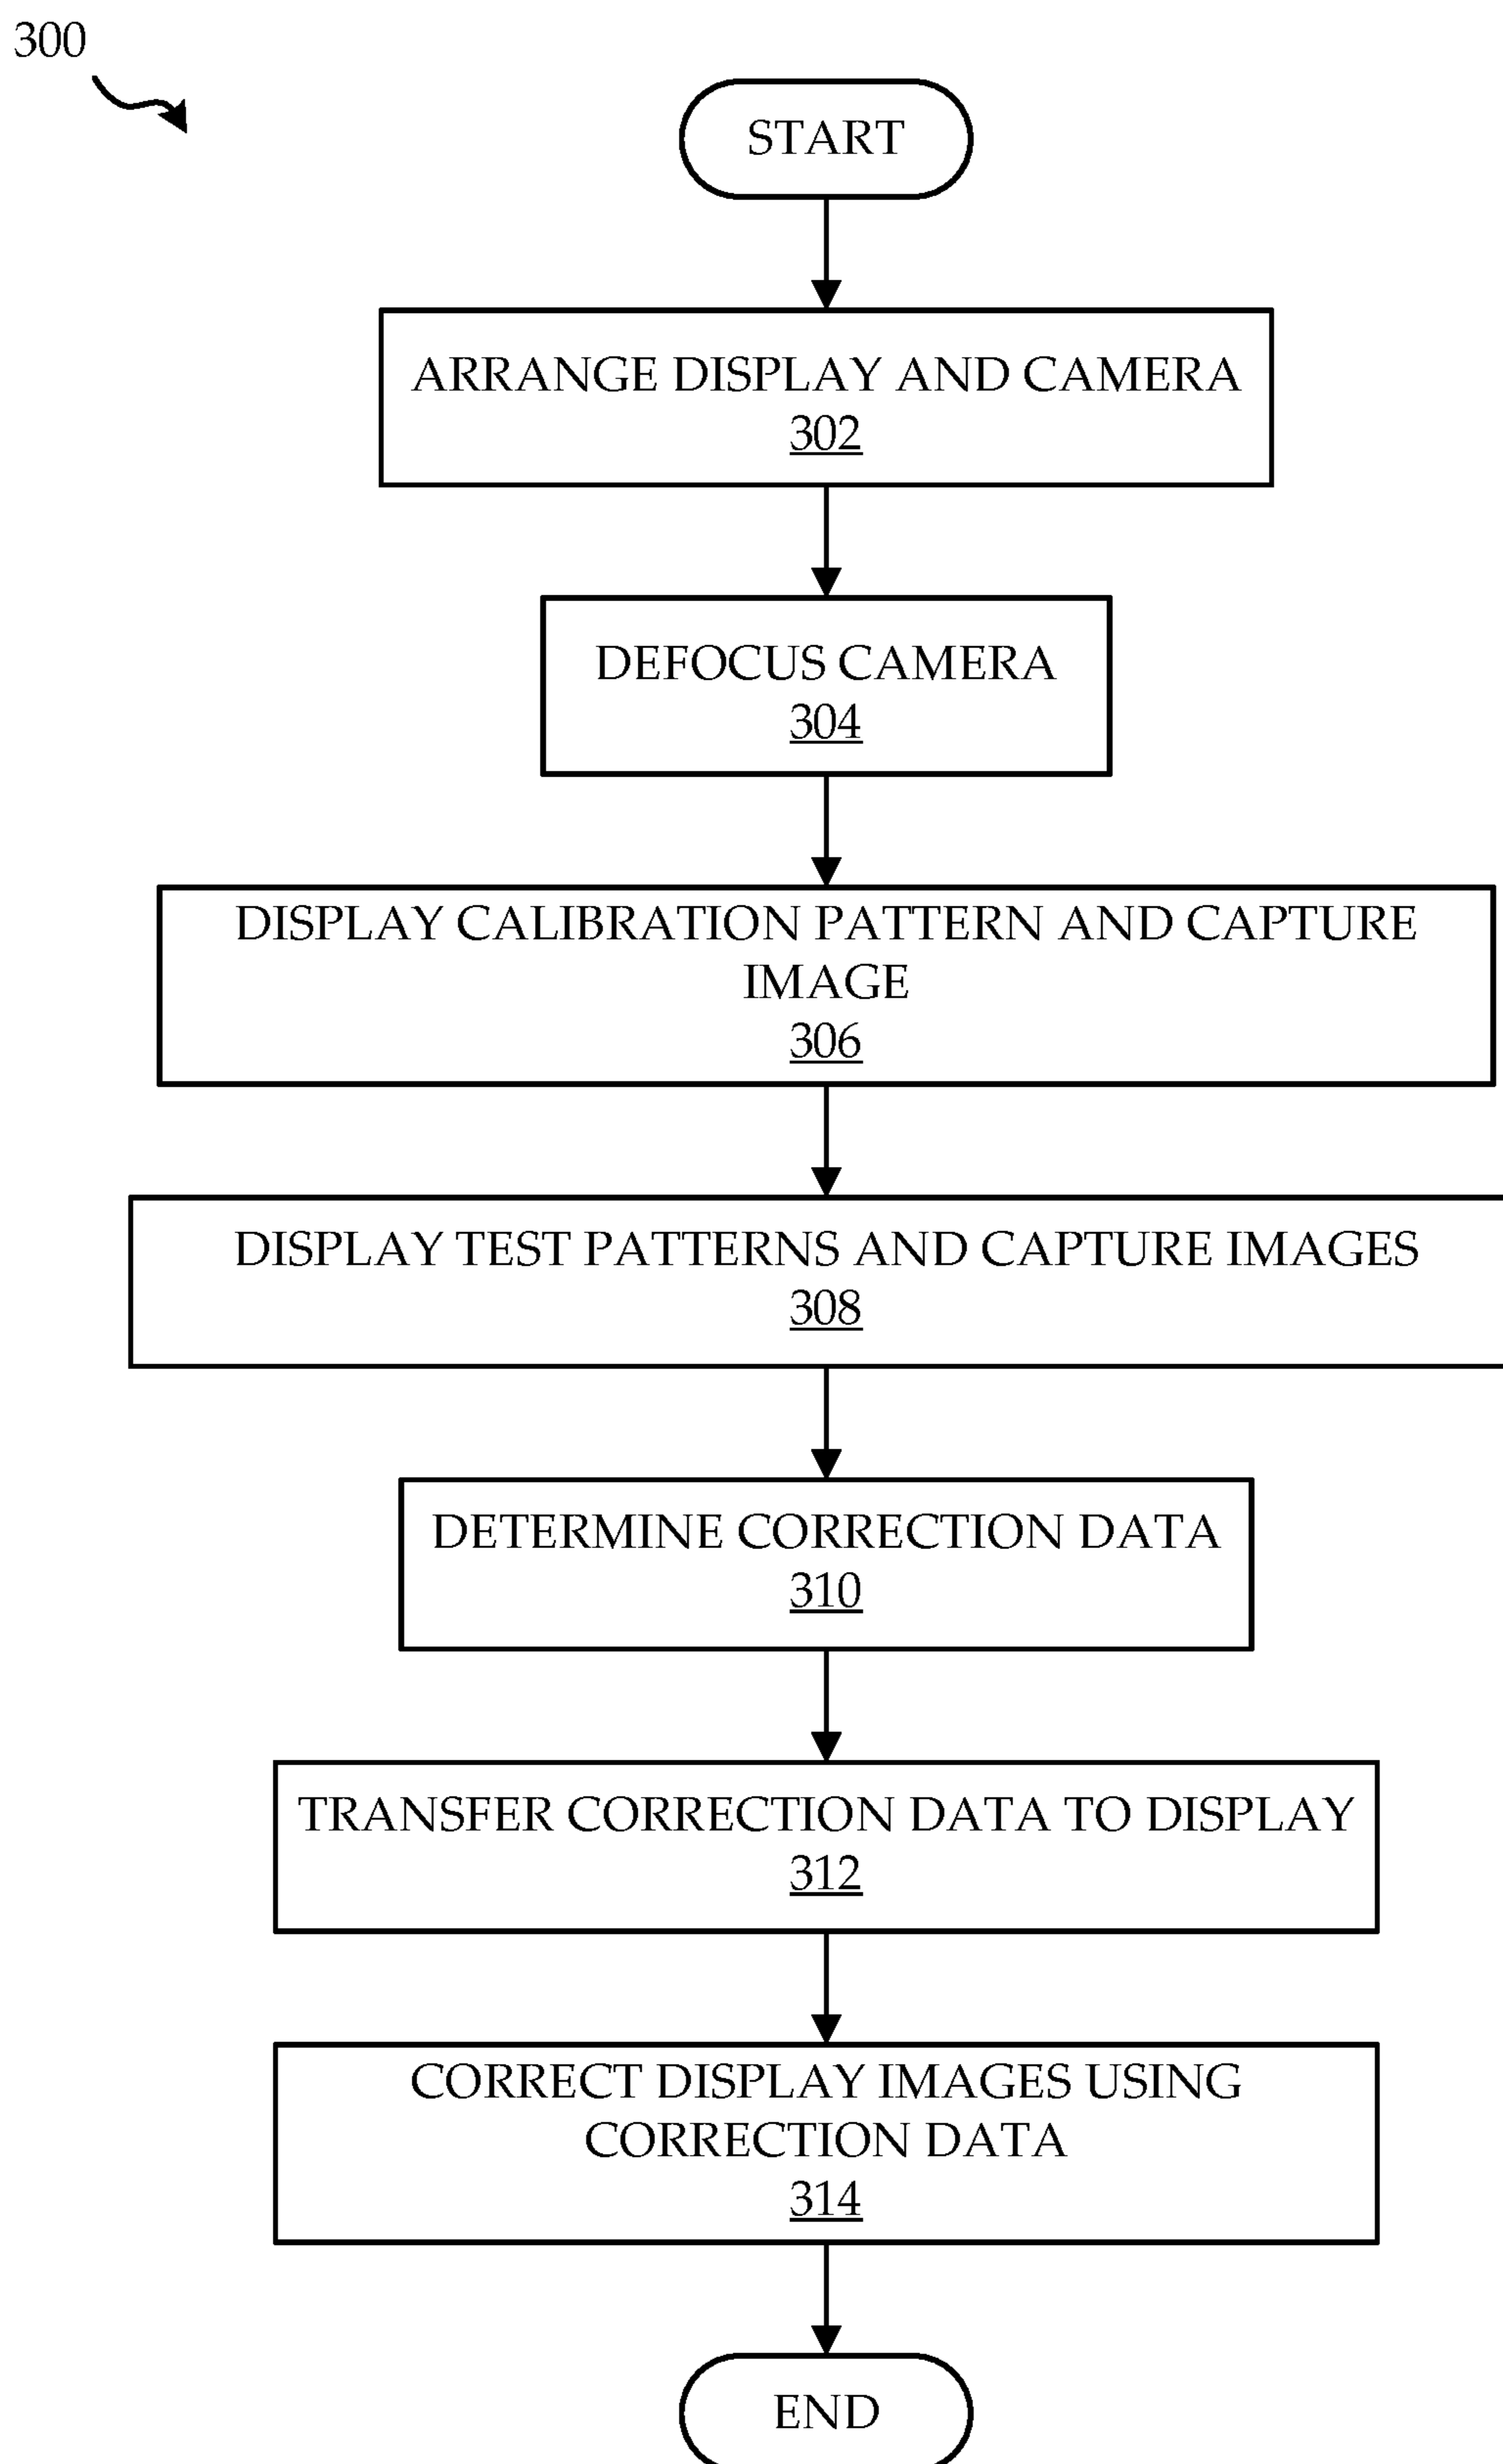 300
START
ARRANGE DISPLAY AND CAMERA
302
DEFOCUS CAMERA
304
DISPLAY CALIBRATION PATTERN AND CAPTURE
IMAGE
306
DISPLAY TEST PATTERNS AND CAPTURE IMAGES
308
DETERMINE CORRECTION DATA
310
TRANSFER CORRECTION DATA TO DISPLAY
312
CORRECT DISPLAY IMAGES USING
CORRECTION DATA
314
END